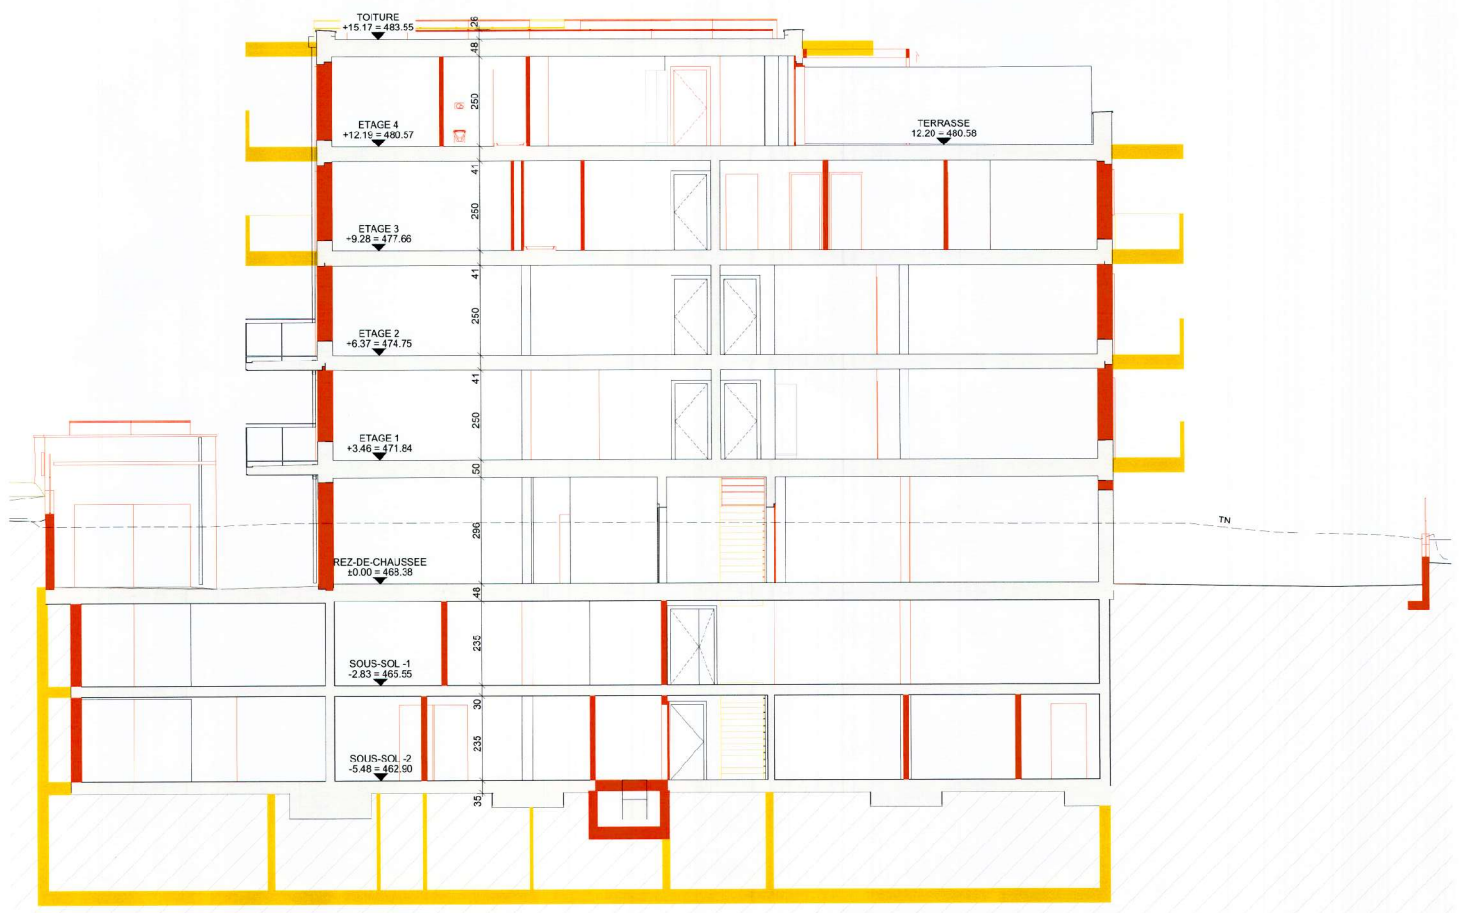 TOITURE
+15.17 = 483.55
26
48
250
ETAGE 4
+12.19 = 480.57
TERRASSE
12.20 = 480.58
41
250
ETAGE 3
+9.28 = 477.66
41
250
ETAGE 2
+6.37 = 474.75
41
250
ETAGE 1
+3.46 = 471.84
50
296
TN
REZ-DE-CHAUSSEE
±0.00 = 468.38
48
235
SOUS-SOL -1
-2.83 = 465.55
30
235
SOUS-SOL -2
-5.48 = 462.90
35